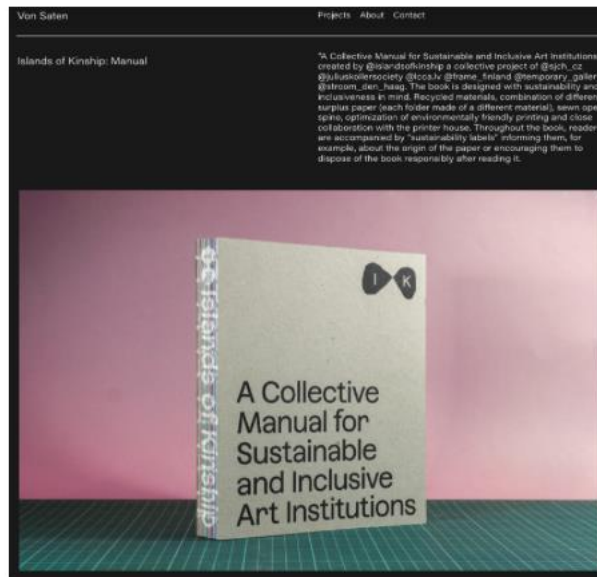 Von Saten
Projects About Contact
Islands of Kinship: Manual
"A Collective Manual for Sustainable and Inclusive Art Institutions
created by @islandsofkinship a collective project of @sjch_cz
@juliuskollersociety @lcca.lv @frame_finland @temporary_galler
@stroom_den_haag. The book is designed with sustainability and
inclusiveness in mind. Recycled materials, combination of differen
surplus paper (each folder made of a different material), sewn ope
spine, optimization of environmentally friendly printing and close
collaboration with the printer house. Throughout the book, reader
are accompanied by "sustainability labels" informing them, for
example, about the origin of the paper or encouraging them to
dispose of the book responsibly after reading it.
I K
islands of kinship
A Collective
Manual for
Sustainable
and Inclusive
Art Institutions